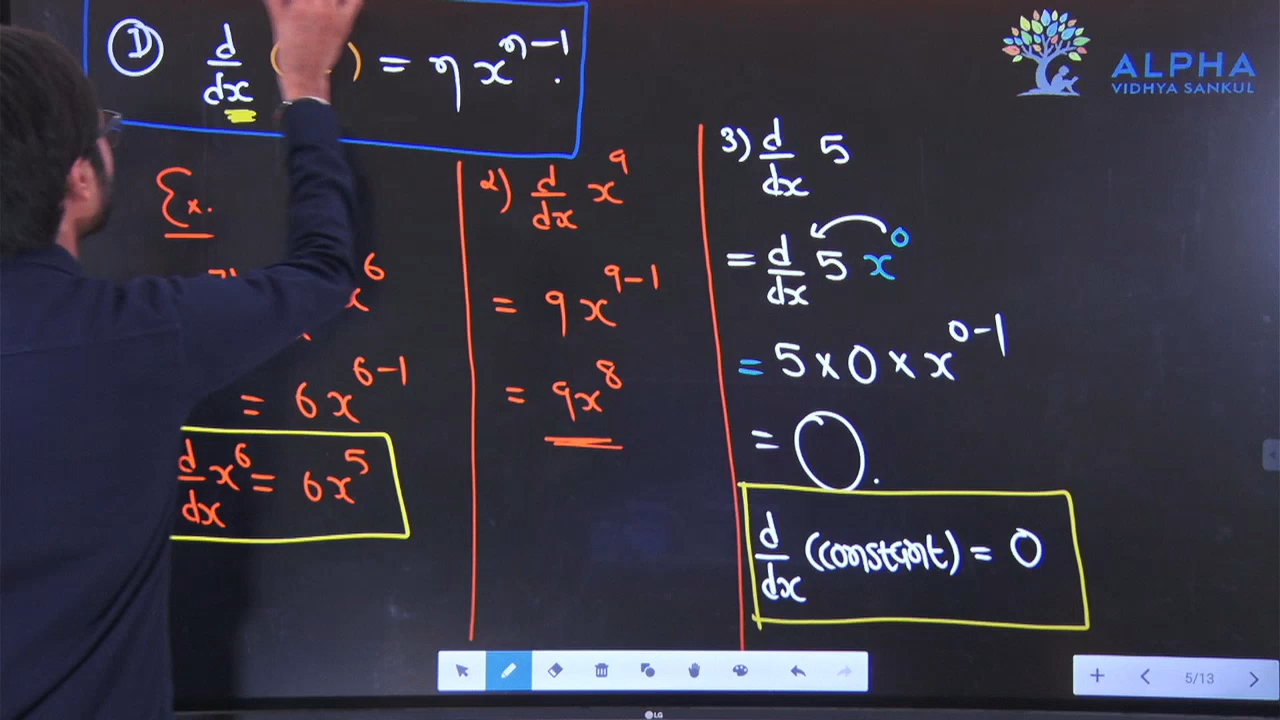 ① d/dx ( ) = n x^(n-1).
Ex.
x^6
= 6x^(6-1)
d/dx x^6 = 6x^5
2) d/dx x^9
= 9x^(9-1)
= 9x^8
3) d/dx 5
= d/dx 5 x^0
= 5 × 0 × x^(0-1)
= 0.
d/dx (constant) = 0
ALPHA
VIDHYA SANKUL
5/13
LG